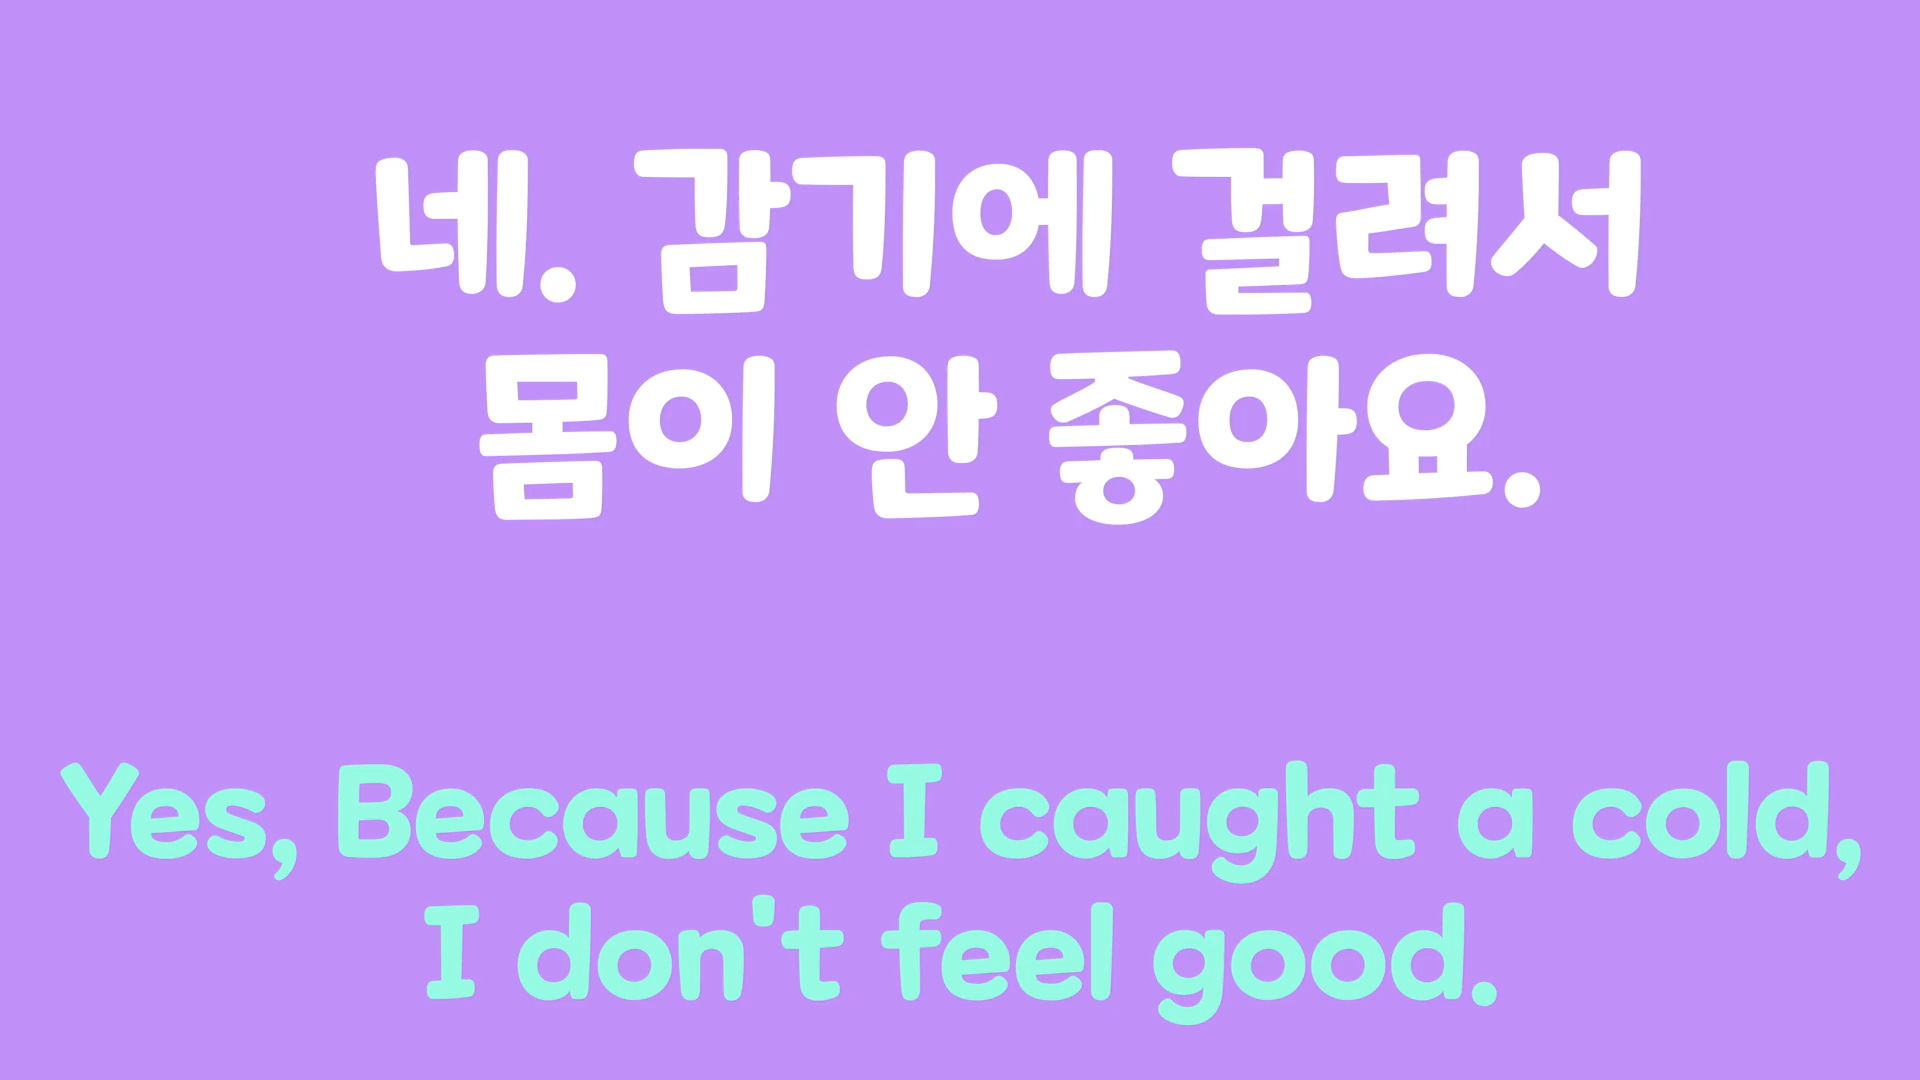 네. 감기에 걸려서
몸이 안 좋아요.
Yes, Because I caught a cold,
I don't feel good.